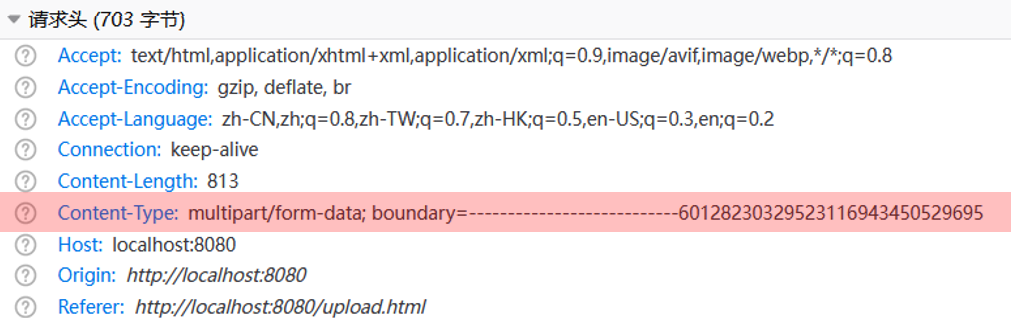 请求头 (703 字节)
Accept: text/html,application/xhtml+xml,application/xml;q=0.9,image/avif,image/webp,*/*;q=0.8
Accept-Encoding: gzip, deflate, br
Accept-Language: zh-CN,zh;q=0.8,zh-TW;q=0.7,zh-HK;q=0.5,en-US;q=0.3,en;q=0.2
Connection: keep-alive
Content-Length: 813
Content-Type: multipart/form-data; boundary=---------------------------60128230329523116943450529695
Host: localhost:8080
Origin: http://localhost:8080
Referer: http://localhost:8080/upload.html